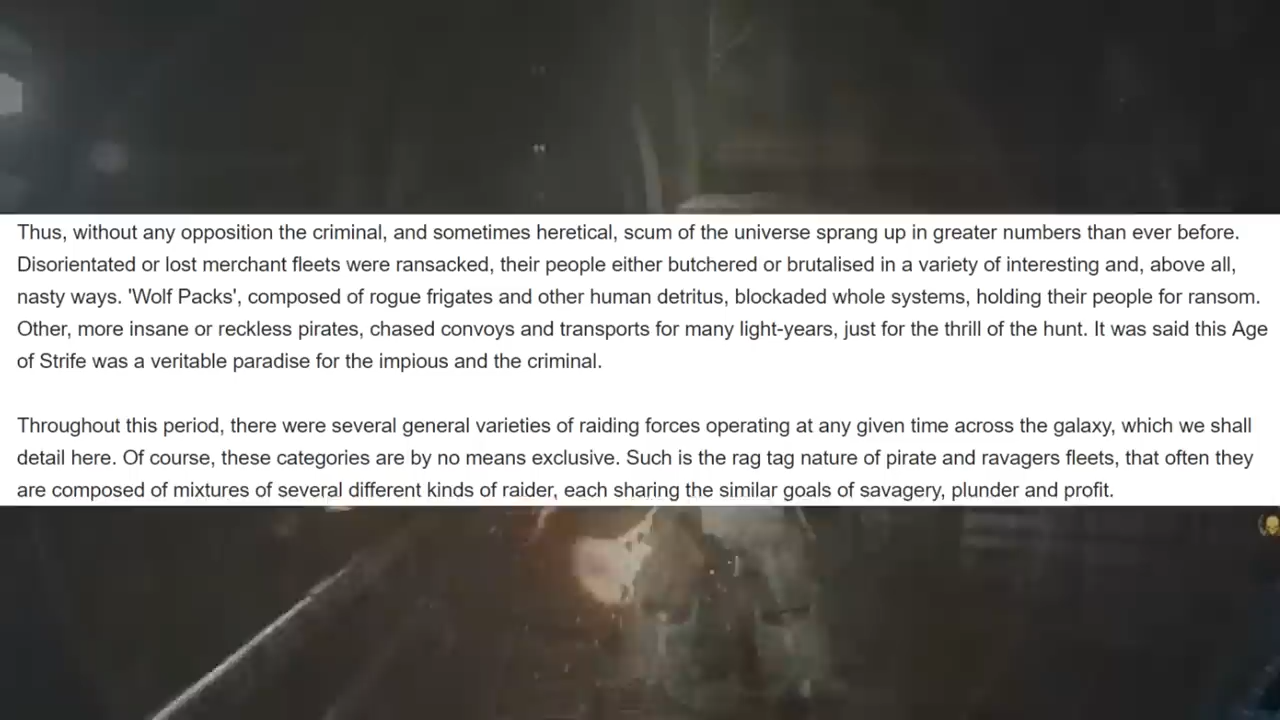 Thus, without any opposition the criminal, and sometimes heretical, scum of the universe sprang up in greater numbers than ever before.
Disorientated or lost merchant fleets were ransacked, their people either butchered or brutalised in a variety of interesting and, above all,
nasty ways. 'Wolf Packs', composed of rogue frigates and other human detritus, blockaded whole systems, holding their people for ransom.
Other, more insane or reckless pirates, chased convoys and transports for many light-years, just for the thrill of the hunt. It was said this Age
of Strife was a veritable paradise for the impious and the criminal.
Throughout this period, there were several general varieties of raiding forces operating at any given time across the galaxy, which we shall
detail here. Of course, these categories are by no means exclusive. Such is the rag tag nature of pirate and ravagers fleets, that often they
are composed of mixtures of several different kinds of raider, each sharing the similar goals of savagery, plunder and profit.